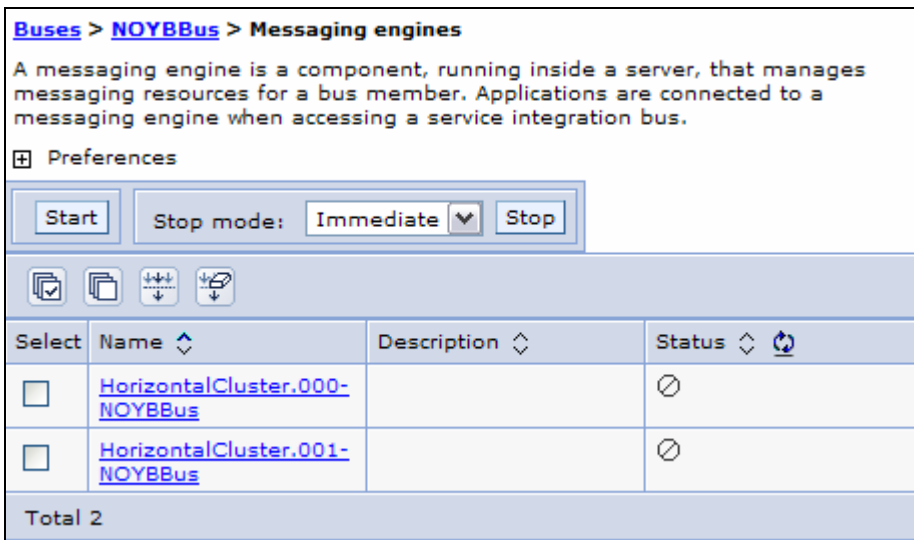 Buses > NOYBBus > Messaging engines
A messaging engine is a component, running inside a server, that manages
messaging resources for a bus member. Applications are connected to a
messaging engine when accessing a service integration bus.
Preferences
Start Stop mode: Immediate Stop
Select Name Description Status
HorizontalCluster.000-
NOYBBus
HorizontalCluster.001-
NOYBBus
Total 2